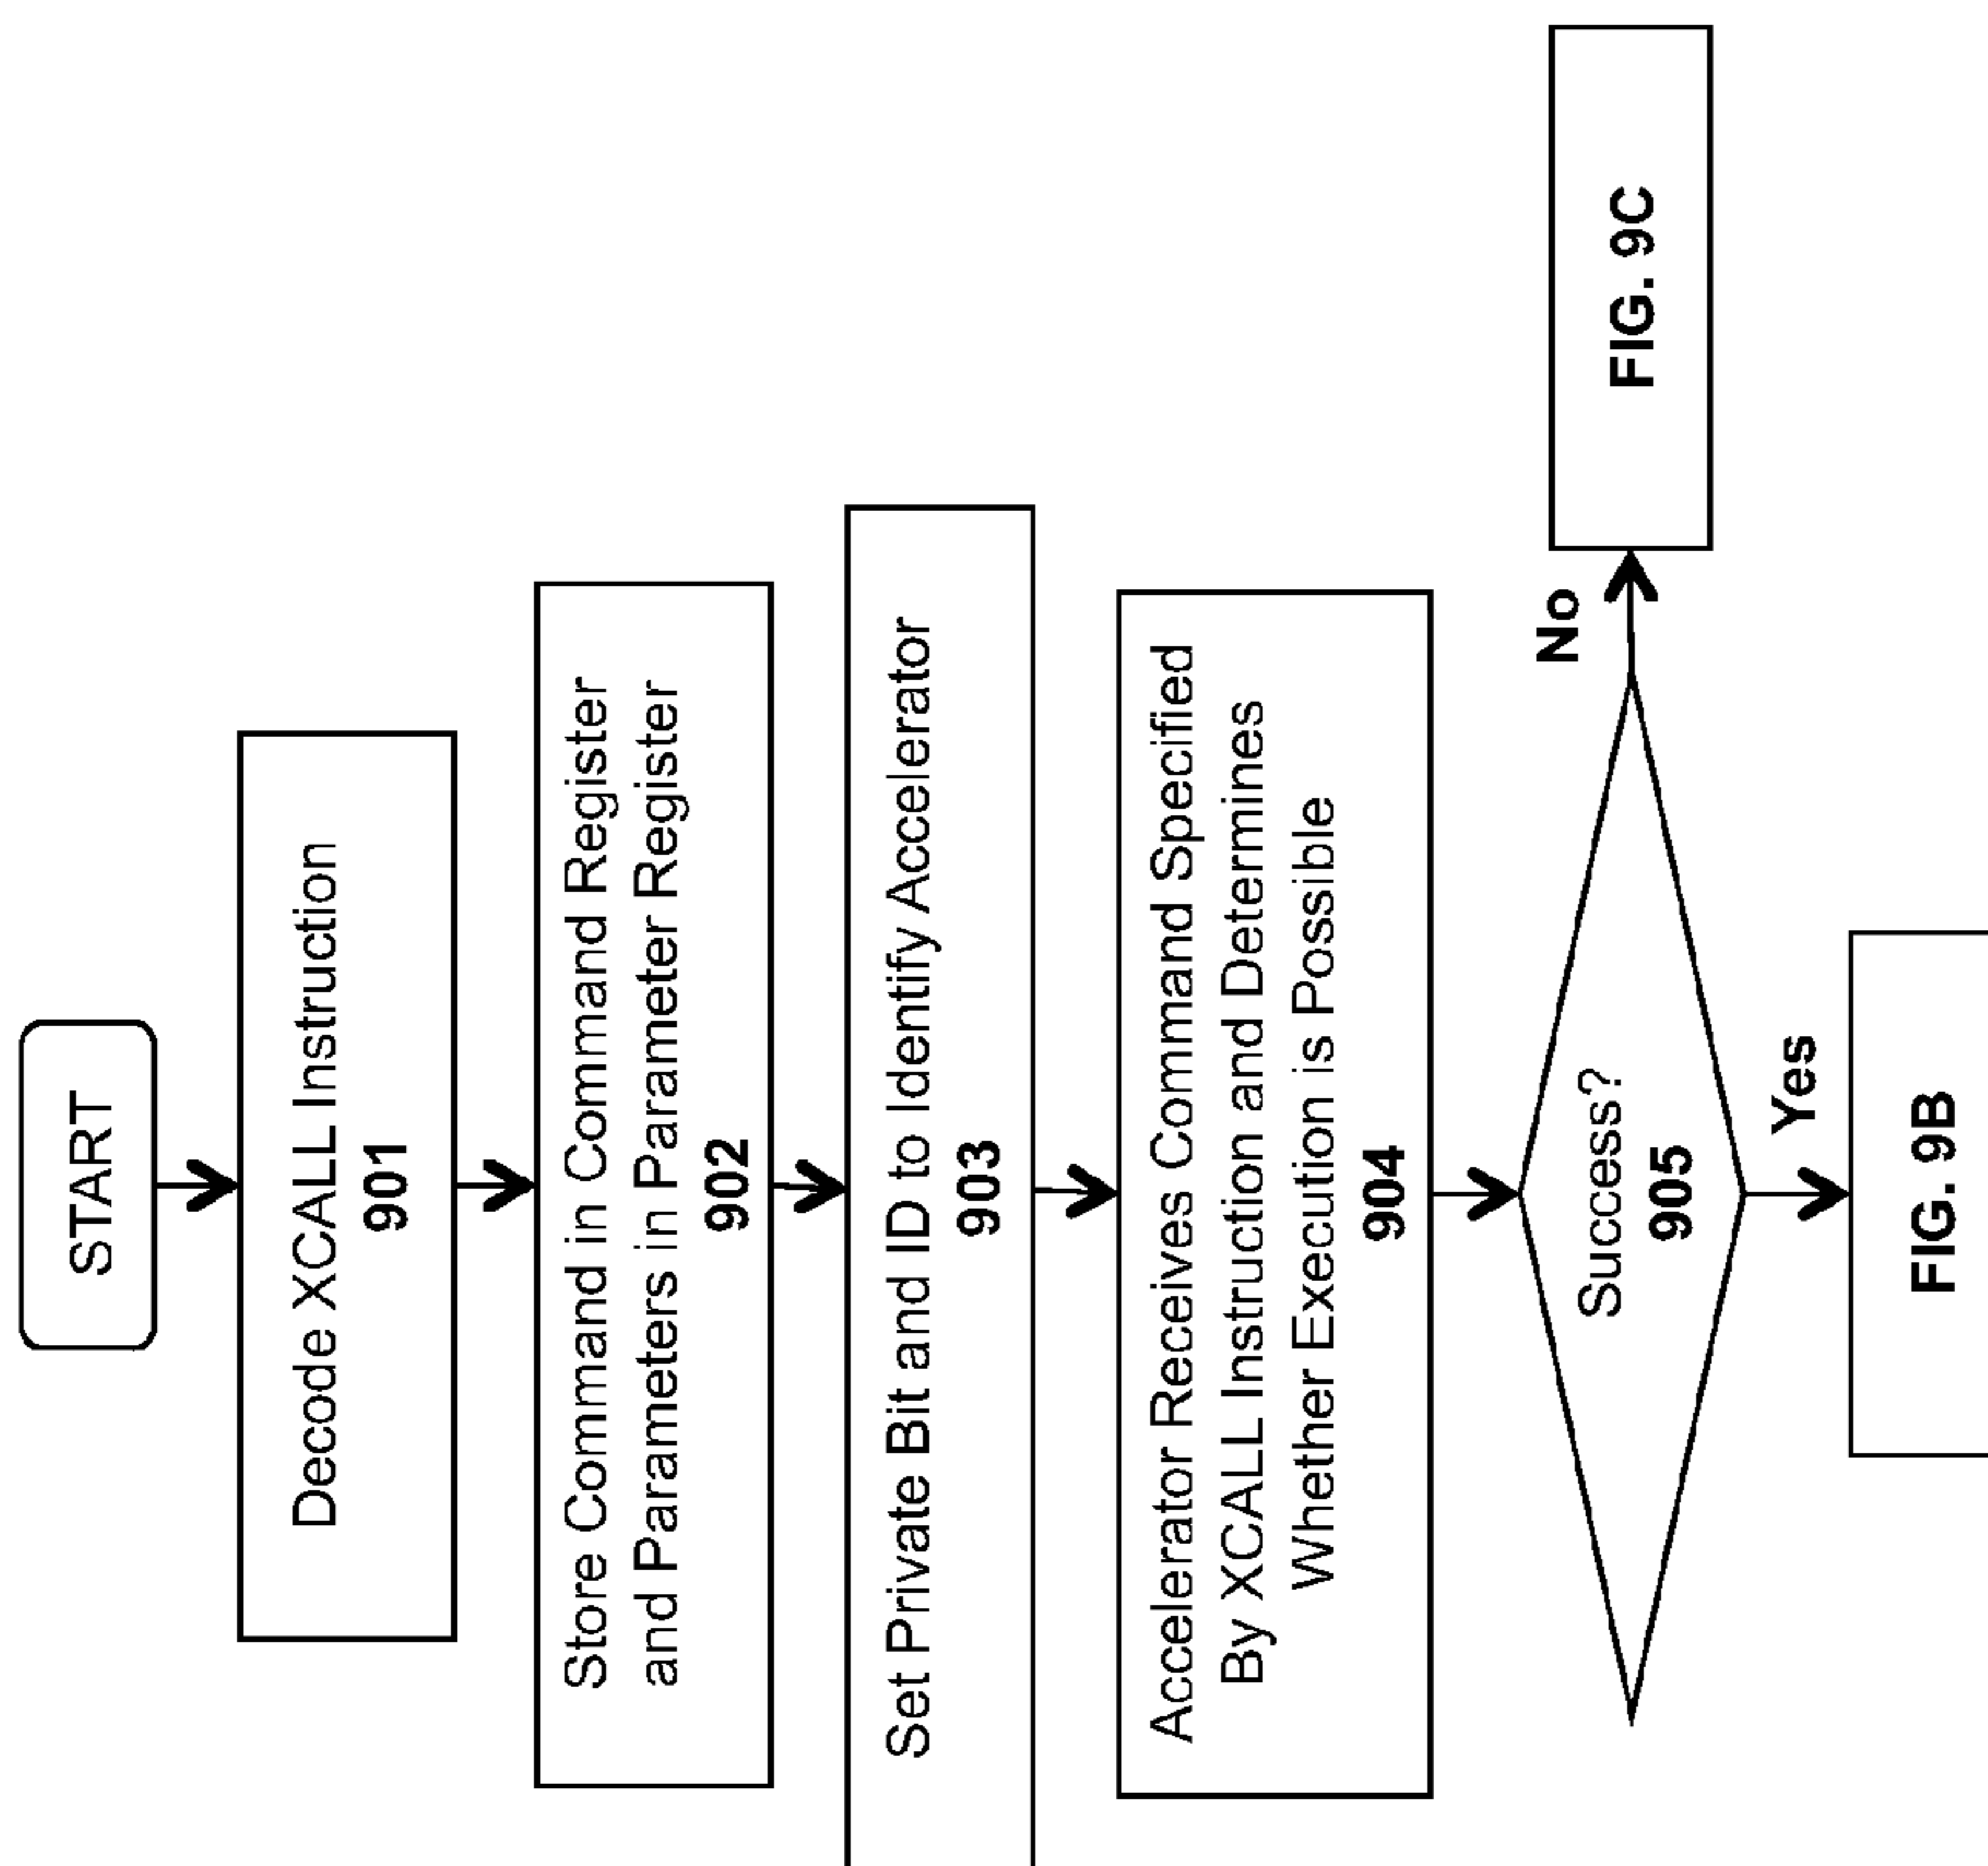 START
Decode XCALL Instruction
901
Store Command in Command Register
and Parameters in Parameter Register
902
Set Private Bit and ID to Identify Accelerator
903
Accelerator Receives Command Specified
By XCALL Instruction and Determines
Whether Execution is Possible
904
Success?
905
No
FIG. 9C
Yes
FIG. 9B